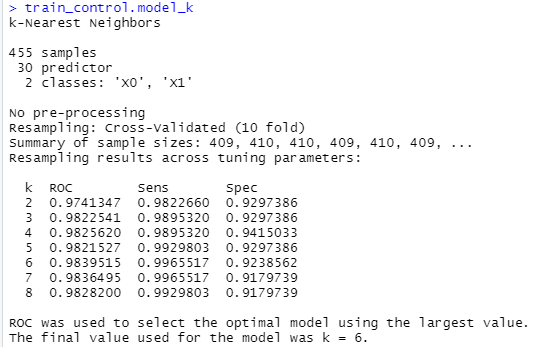 > train_control.model_k
k-Nearest Neighbors
455 samples
30 predictor
2 classes: 'X0', 'X1'
No pre-processing
Resampling: Cross-Validated (10 fold)
Summary of sample sizes: 409, 410, 410, 409, 410, 409, ...
Resampling results across tuning parameters:
k ROC Sens Spec
2 0.9741347 0.9822660 0.9297386
3 0.9822541 0.9895320 0.9297386
4 0.9825620 0.9895320 0.9415033
5 0.9821527 0.9929803 0.9297386
6 0.9839515 0.9965517 0.9238562
7 0.9836495 0.9965517 0.9179739
8 0.9828200 0.9929803 0.9179739
ROC was used to select the optimal model using the largest value.
The final value used for the model was k = 6.